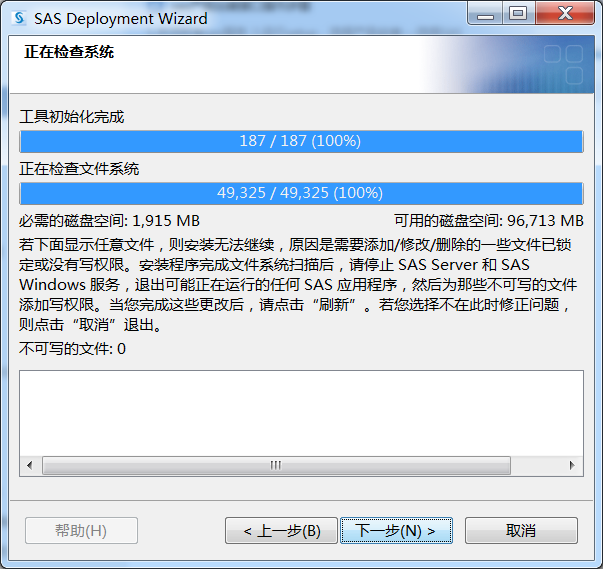 SAS Deployment Wizard
正在检查系统
工具初始化完成
187 / 187 (100%)
正在检查文件系统
49,325 / 49,325 (100%)
必需的磁盘空间: 1,915 MB 可用的磁盘空间: 96,713 MB
若下面显示任意文件，则安装无法继续，原因是需要添加/修改/删除的一些文件已锁
定或没有写权限。安装程序完成文件系统扫描后，请停止 SAS Server 和 SAS
Windows 服务，退出可能正在运行的任何 SAS 应用程序，然后为那些不可写的文件
添加写权限。当您完成这些更改后，请点击“刷新”。若您选择不在此时修正问题，
则点击“取消”退出。
不可写的文件: 0
帮助(H) < 上一步(B) 下一步(N) > 取消